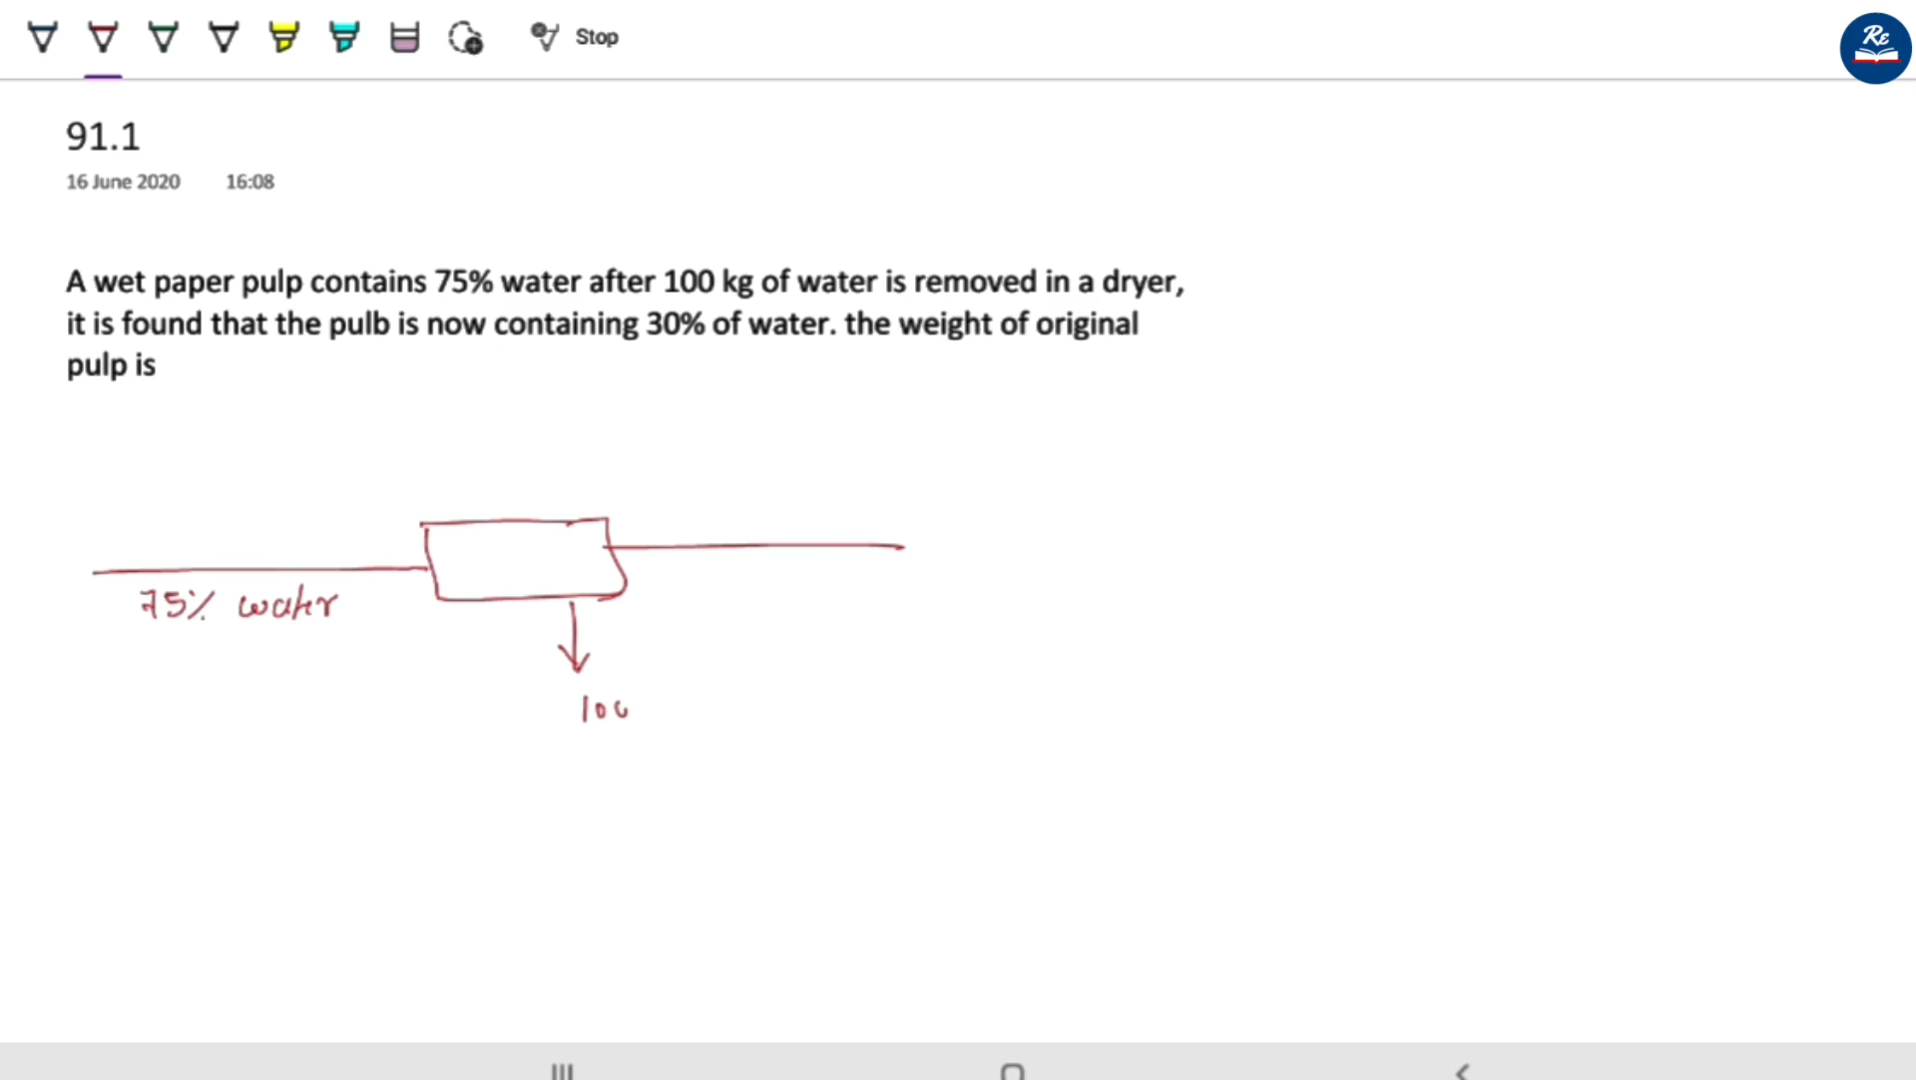 Stop
RE
91.1
16 June 2020 16:08
A wet paper pulp contains 75% water after 100 kg of water is removed in a dryer,
it is found that the pulb is now containing 30% of water. the weight of original
pulp is
75% water
100